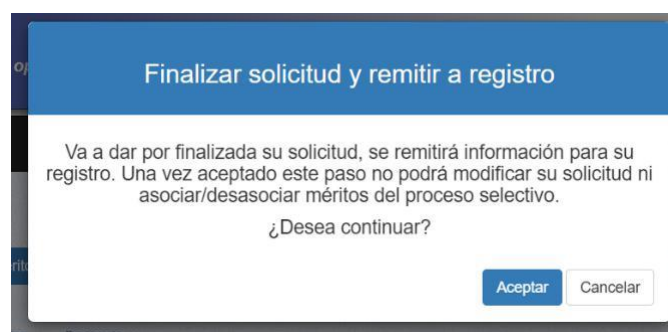 Finalizar solicitud y remitir a registro
Va a dar por finalizada su solicitud, se remitirá información para su
registro. Una vez aceptado este paso no podrá modificar su solicitud ni
asociar/desasociar méritos del proceso selectivo.
¿Desea continuar?
Aceptar Cancelar